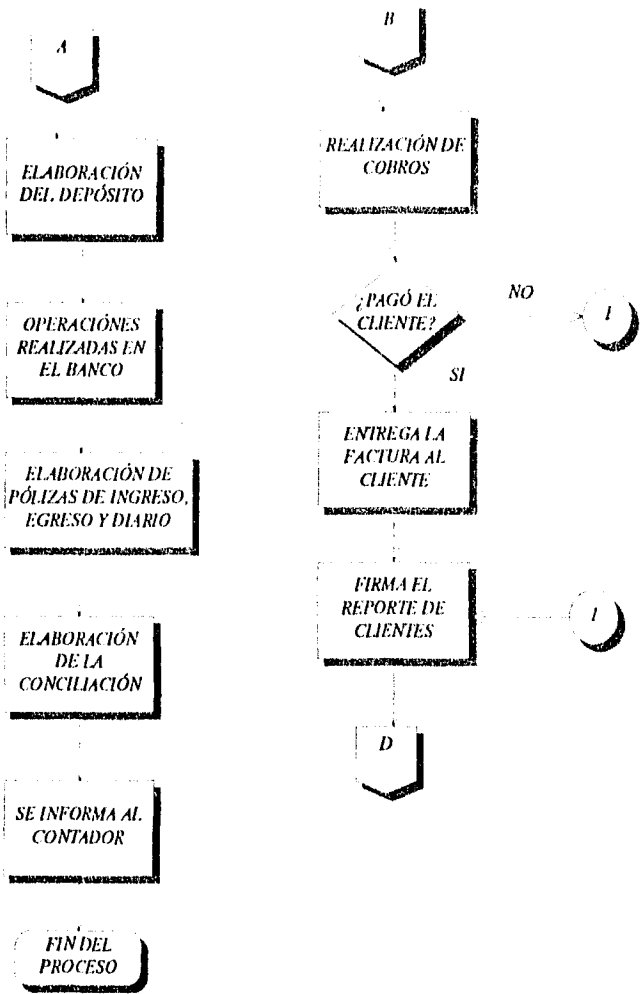 A
ELABORACIÓN
DEL DEPÓSITO
OPERACIÓNES
REALIZADAS EN
EL BANCO
ELABORACIÓN DE
PÓLIZAS DE INGRESO,
EGRESO Y DIARIO
ELABORACIÓN
DE LA
CONCILIACIÓN
SE INFORMA AL
CONTADOR
FIN DEL
PROCESO
B
REALIZACIÓN DE
COBROS
¿PAGÓ EL
CLIENTE?
NO
1
SI
ENTREGA LA
FACTURA AL
CLIENTE
FIRMA EL
REPORTE DE
CLIENTES
1
D